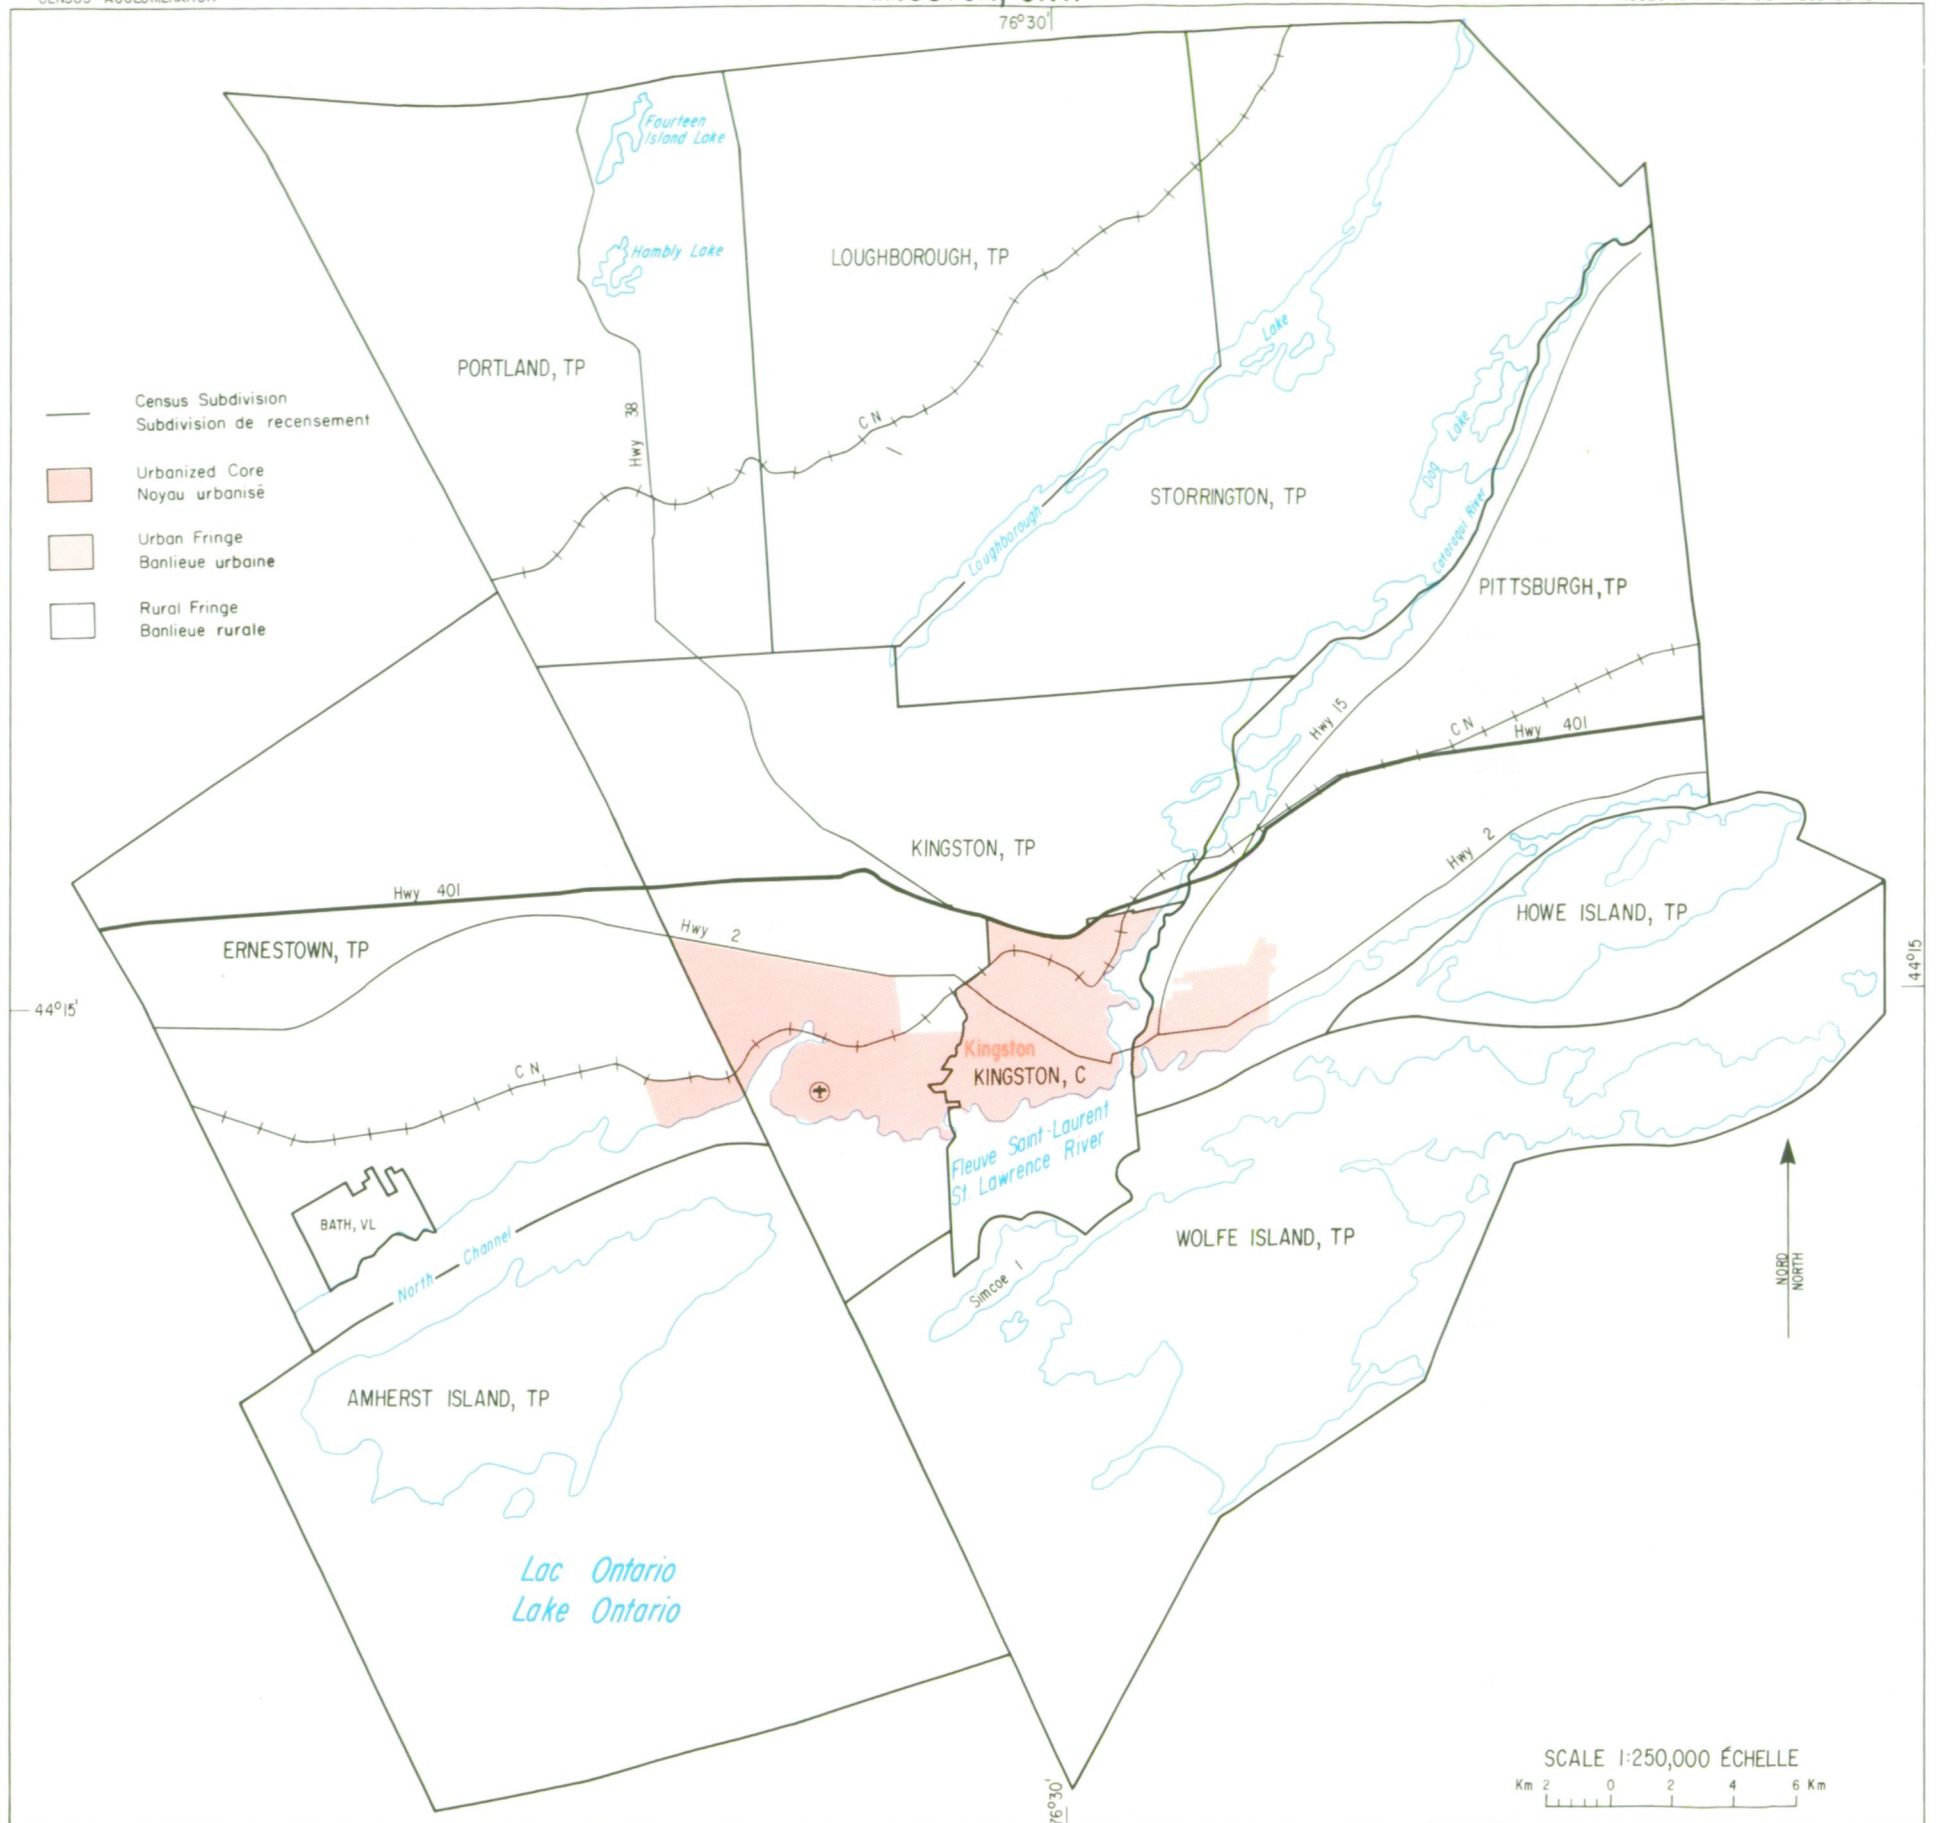 76°30'
Fourteen
Island Lake
Hambly Lake
LOUGHBOROUGH, TP
PORTLAND, TP
Hwy 38
CN
Lake
Loughborough
STORRINGTON, TP
Dog Lake
Cataraqui River
PITTSBURGH, TP
Census Subdivision
Subdivision de recensement
Urbanized Core
Noyau urbanisé
Urban Fringe
Banlieue urbaine
Rural Fringe
Banlieue rurale
Hwy 15
CN
Hwy 401
KINGSTON, TP
Hwy 2
Hwy 401
HOWE ISLAND, TP
ERNESTOWN, TP
Hwy 2
44°15'
44°15
CN
Kingston
KINGSTON, C
Fleuve Saint-Laurent
St. Lawrence River
BATH, VL
North Channel
Simcoe I
WOLFE ISLAND, TP
NORD
NORTH
AMHERST ISLAND, TP
Lac Ontario
Lake Ontario
SCALE 1:250,000 ÉCHELLE
Km 2 0 2 4 6 Km
76°30'